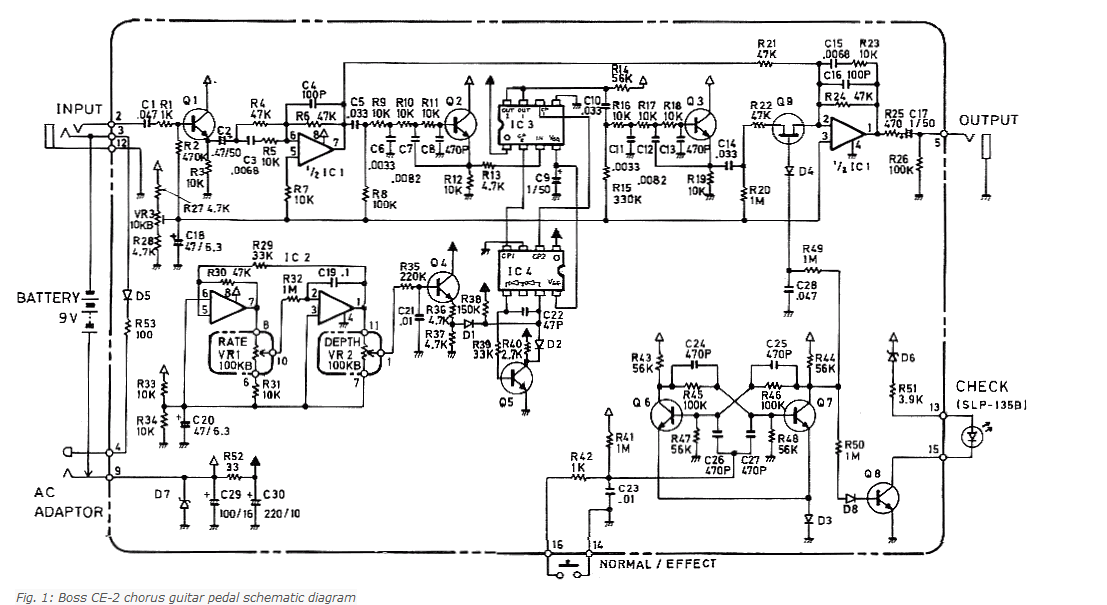 R21
47K
C15
.0068
R23
10K
C16 100P
R24 47K
R14
56K
C4
100P
R6 47K
R4
47K
Q1
INPUT
2
C1 R1
.047 1K
3
12
R2
470K
R3
10K
C2
.47/50
C3
.0068
R5
10K
6
5
8
7
1/2 IC1
R7
10K
C5
.033
R9
10K
R10
10K
R11
10K
Q2
C6
.0033
C7
.0082
C8
470P
R8
100K
R12
10K
R13
4.7K
OUT OUT CP
1
IC 3
CP IN VDD
C9
1/50
C10
.033
R16
10K
R17
10K
R18
10K
Q3
C11
.0033
C12
.0082
C13
470P
R15
330K
R19
10K
C14
.033
R22
47K
Q9
R20
1M
D4
2
3
1
4
1/2 IC1
R25
470
C17
1/50
OUTPUT
5
R26
100K
R27 4.7K
VR3
10KB
R28
4.7K
C18
47/6.3
R29
33K
IC 2
R30 47K
6
5
8
7
R32
1M
C19 .1
2
3
1
4
8
RATE
VR1
100KB
10
6
R31
10K
11
DEPTH
VR2
100KB
1
7
R35
220K
Q4
C21
.01
R36
4.7K
R37
4.7K
R38
150K
D1
CP1 CP2
IC 4
C22
47P
R39
33K
R40
2.7K
D2
Q5
R49
1M
C28
.047
BATTERY
9V
D5
R53
100
R33
10K
R34
10K
C20
47/6.3
4
9
AC
ADAPTOR
D7
R52
33
C29
100/16
C30
220/10
R43
56K
C24
470P
C25
470P
R44
56K
R45
100K
R46
100K
Q6
Q7
R47
56K
R48
56K
C26
470P
C27
470P
R41
1M
R42
1K
C23
.01
D3
R50
1M
D8
Q8
D6
R51
3.9K
13
15
CHECK
(SLP-135B)
16
14
NORMAL / EFFECT
Fig. 1: Boss CE-2 chorus guitar pedal schematic diagram